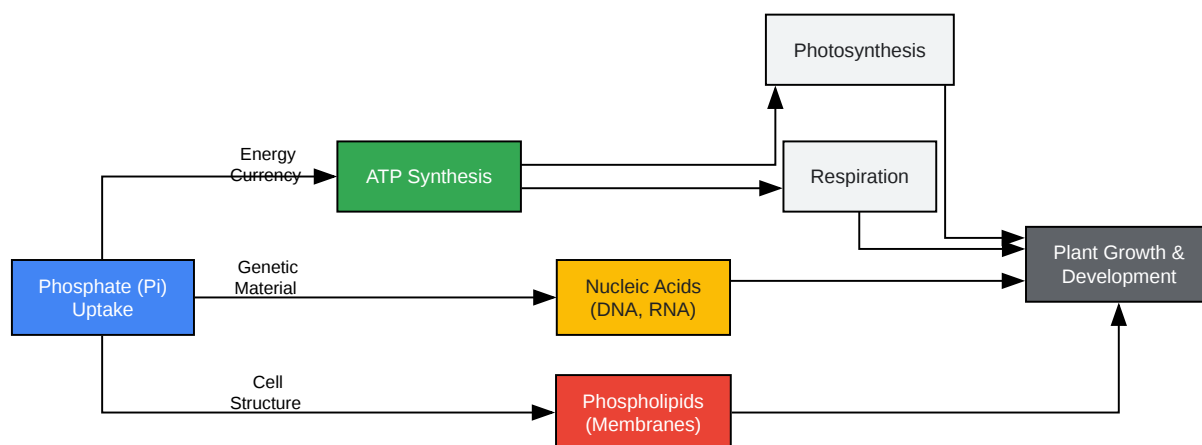 Photosynthesis
Energy
Currency
ATP Synthesis
Respiration
Plant Growth &
Development
Phosphate (Pi)
Uptake
Genetic
Material
Nucleic Acids
(DNA, RNA)
Cell
Structure
Phospholipids
(Membranes)